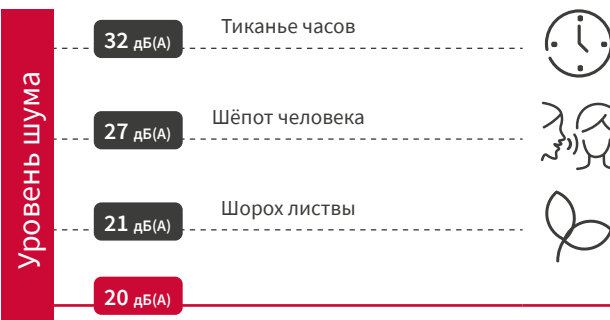 Уровень шума
32 дБ(А) Тиканье часов
27 дБ(А) Шёпот человека
21 дБ(А) Шорох листвы
20 дБ(А)